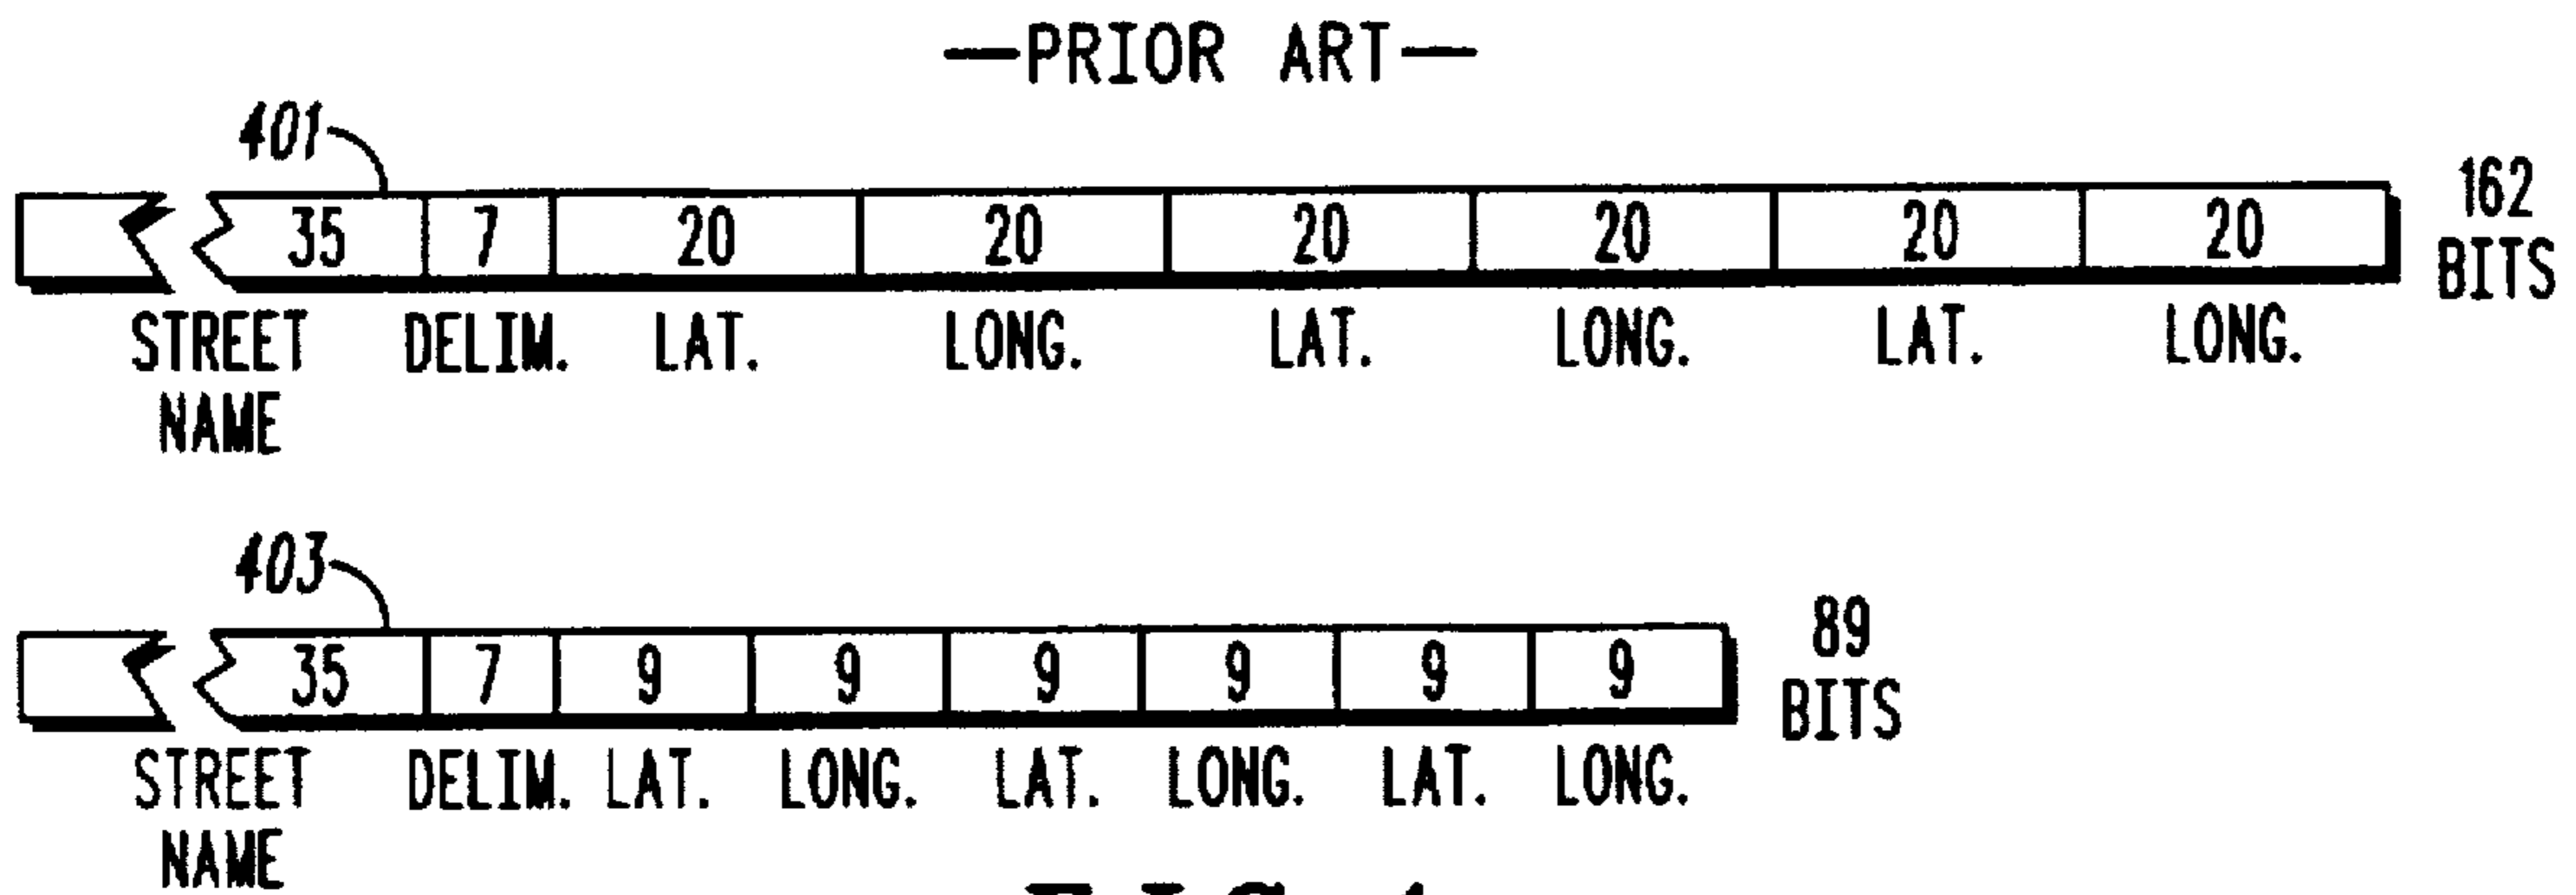 —PRIOR ART—
401
35 7 20 20 20 20 20 20
162
BITS
STREET
NAME
DELIM. LAT. LONG. LAT. LONG. LAT. LONG.
403
35 7 9 9 9 9 9 9
89
BITS
STREET
NAME
DELIM. LAT. LONG. LAT. LONG. LAT. LONG.